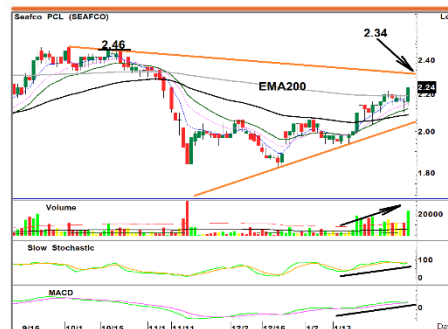 Seafco PCL (SEAFCO)
2.34
2.46
2.40
EMA200
2.24
2.20
2.00
1.80
Volume
20000
Slow Stochastic
100
0
MACD
0
9/16 10/1 10/15 11/1 11/11 12/2 12/16 1/2 1/13